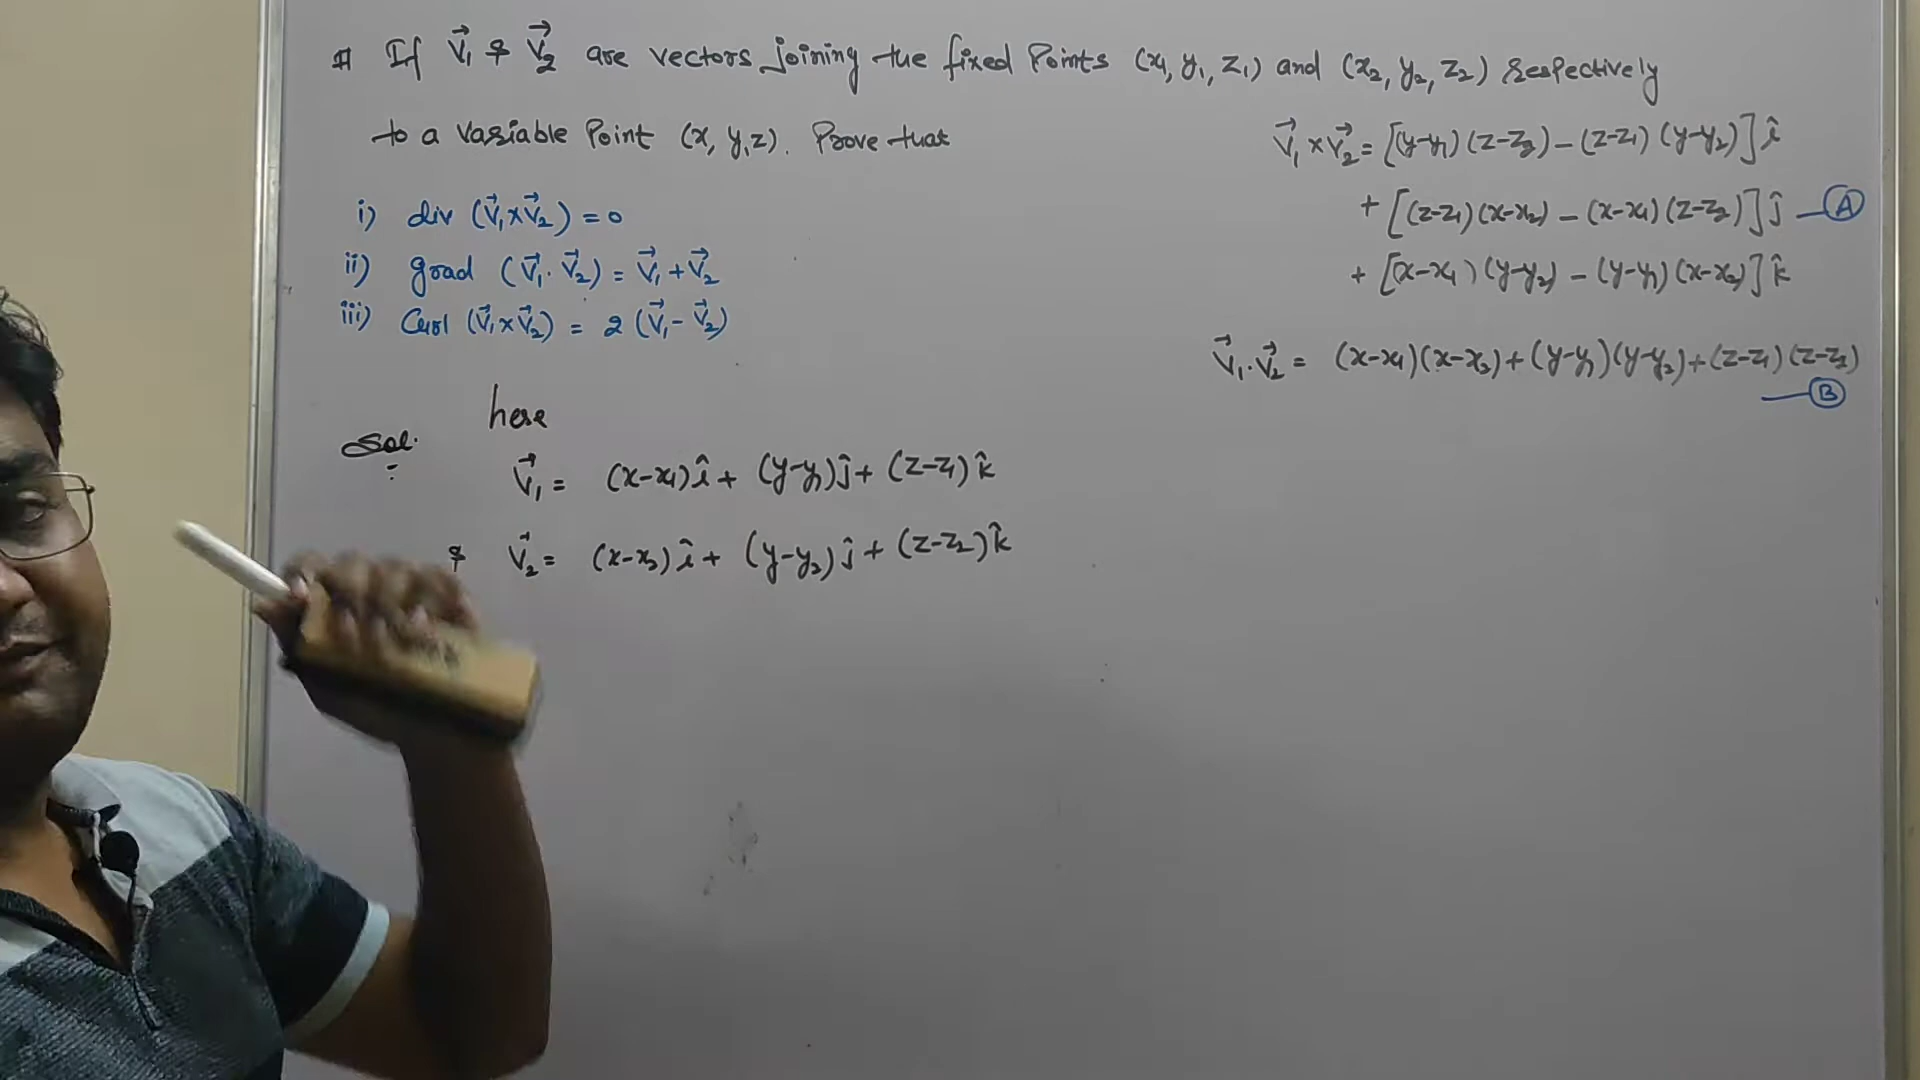 # If V⃗₁ & V⃗₂ are vectors joining the fixed Points (x₁, y₁, z₁) and (x₂, y₂, z₂) respectively
to a variable Point (x, y, z). Prove that
i) div (V⃗₁×V⃗₂) = 0
ii) grad (V⃗₁· V⃗₂) = V⃗₁+V⃗₂
iii) Curl (V⃗₁×V⃗₂) = 2 (V⃗₁- V⃗₂)
Sol. here
V⃗₁ = (x-x₁)î + (y-y₁)ĵ + (z-z₁)k̂
& V⃗₂ = (x-x₂)î + (y-y₂)ĵ + (z-z₂)k̂
V⃗₁×V⃗₂ = [(y-y₁)(z-z₂) - (z-z₁)(y-y₂)]î
+ [(z-z₁)(x-x₂) - (x-x₁)(z-z₂)]ĵ —Ⓐ
+ [(x-x₁)(y-y₂) - (y-y₁)(x-x₂)]k̂
V⃗₁·V⃗₂ = (x-x₁)(x-x₂)+(y-y₁)(y-y₂)+(z-z₁)(z-z₂)
—Ⓑ